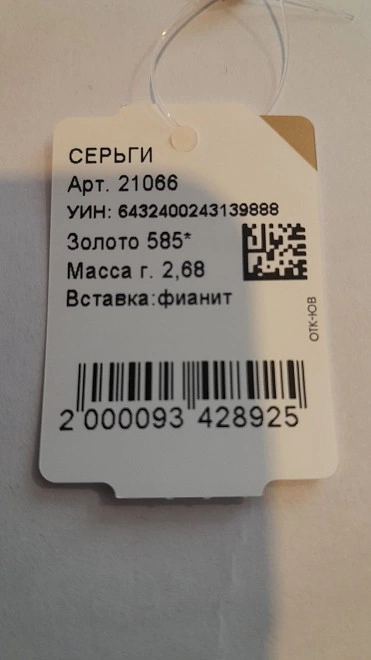 СЕРЬГИ
Арт. 21066
УИН: 6432400243139888
Золото 585*
Масса г. 2,68
Вставка:фианит
ОТК-ЮВ
2 000093 428925